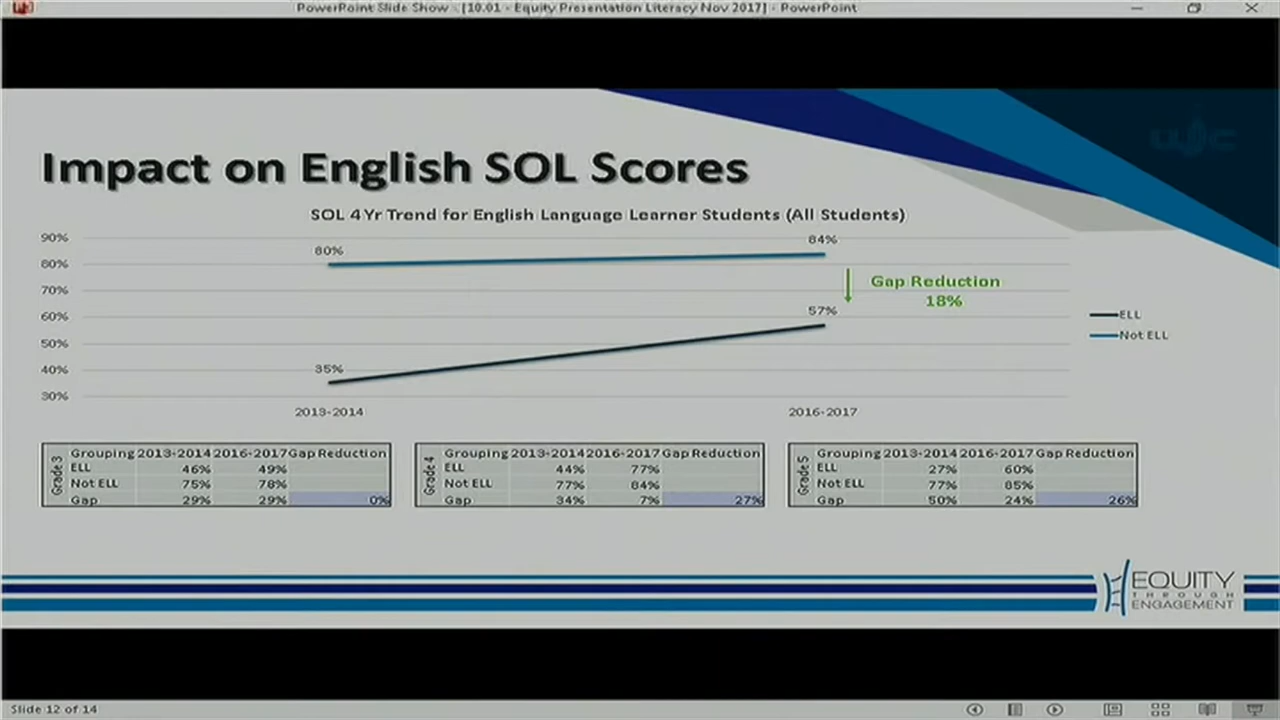 PowerPoint Slide Show - [10.01 - Equity Presentation Literacy Nov 2017] - PowerPoint
Impact on English SOL Scores
SOL 4 Yr Trend for English Language Learner Students (All Students)
90%
80%
70%
60%
50%
40%
30%
80%
84%
35%
57%
Gap Reduction
18%
ELL
Not ELL
2013-2014
2016-2017
Grade 3
Grouping 2013-2014 2016-2017 Gap Reduction
ELL 46% 49%
Not ELL 75% 78%
Gap 29% 29% 0%
Grade 4
Grouping 2013-2014 2016-2017 Gap Reduction
ELL 44% 77%
Not ELL 77% 84%
Gap 34% 7% 27%
Grade 5
Grouping 2013-2014 2016-2017 Gap Reduction
ELL 27% 60%
Not ELL 77% 85%
Gap 50% 24% 26%
EQUITY
THROUGH
ENGAGEMENT
Slide 12 of 14